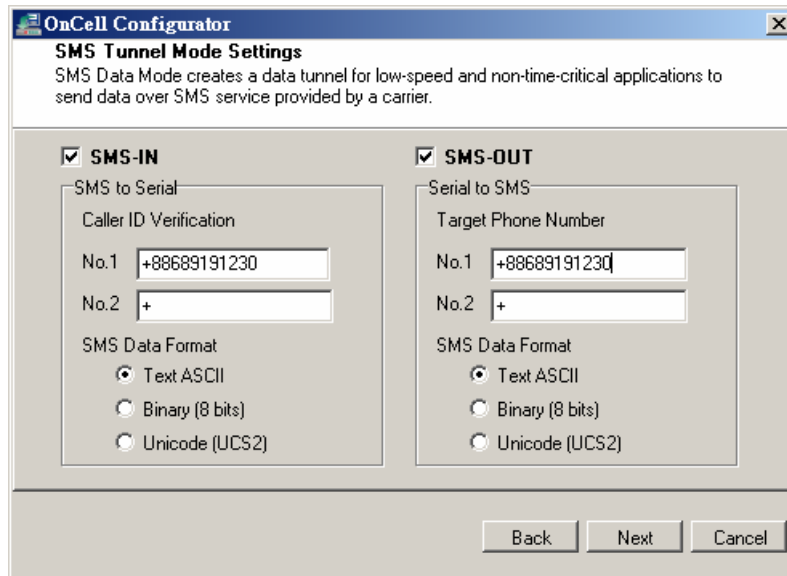 OnCell Configurator
SMS Tunnel Mode Settings
SMS Data Mode creates a data tunnel for low-speed and non-time-critical applications to
send data over SMS service provided by a carrier.
SMS-IN
SMS to Serial
Caller ID Verification
No.1 +88689191230
No.2 +
SMS Data Format
Text ASCII
Binary (8 bits)
Unicode (UCS2)
SMS-OUT
Serial to SMS
Target Phone Number
No.1 +88689191230
No.2 +
SMS Data Format
Text ASCII
Binary (8 bits)
Unicode (UCS2)
Back Next Cancel